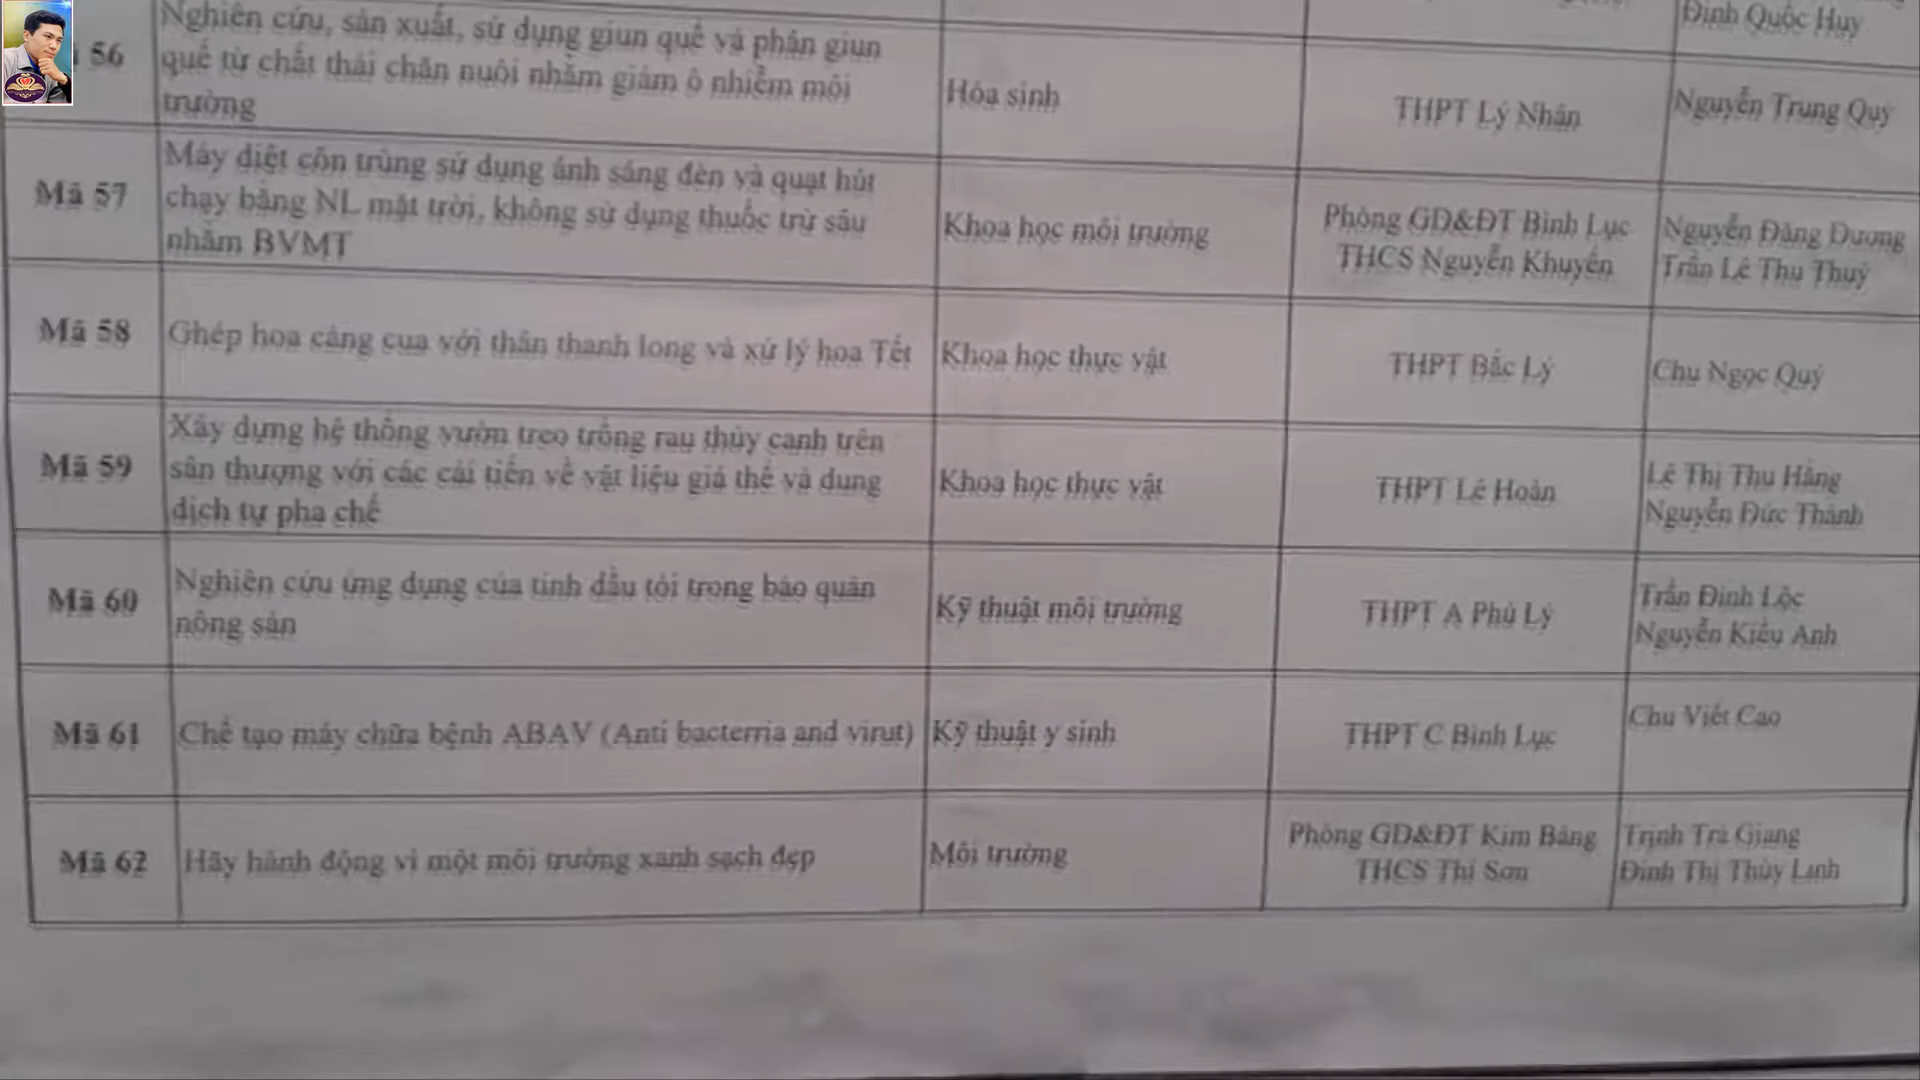 Đinh Quốc Huy
56
Nghiên cứu, sản xuất, sử dụng giun quế và phân giun
quế từ chất thải chăn nuôi nhằm giảm ô nhiễm môi
trường
Hóa sinh
THPT Lý Nhân
Nguyễn Trung Quý
Mã 57
Máy diệt côn trùng sử dụng ánh sáng đèn và quạt hút
chạy bằng NL mặt trời, không sử dụng thuốc trừ sâu
nhằm BVMT
Khoa học môi trường
Phòng GD&ĐT Bình Lục
THCS Nguyễn Khuyến
Nguyễn Đăng Dương
Trần Lê Thu Thuỷ
Mã 58
Ghép hoa càng cua với thân thanh long và xử lý hoa Tết
Khoa học thực vật
THPT Bắc Lý
Chu Ngọc Quý
Mã 59
Xây dựng hệ thống vườn treo trồng rau thủy canh trên
sân thượng với các cải tiến về vật liệu giá thể và dung
dịch tự pha chế
Khoa học thực vật
THPT Lê Hoàn
Lê Thị Thu Hằng
Nguyễn Đức Thành
Mã 60
Nghiên cứu ứng dụng của tinh dầu tỏi trong bảo quản
nông sản
Kỹ thuật môi trường
THPT A Phủ Lý
Trần Đình Lộc
Nguyễn Kiều Anh
Mã 61
Chế tạo máy chữa bệnh ABAV (Anti bacterria and virut)
Kỹ thuật y sinh
THPT C Bình Lục
Chu Viết Cao
Mã 62
Hãy hành động vì một môi trường xanh sạch đẹp
Môi trường
Phòng GD&ĐT Kim Bảng
THCS Thi Sơn
Trịnh Trà Giang
Đinh Thị Thùy Linh